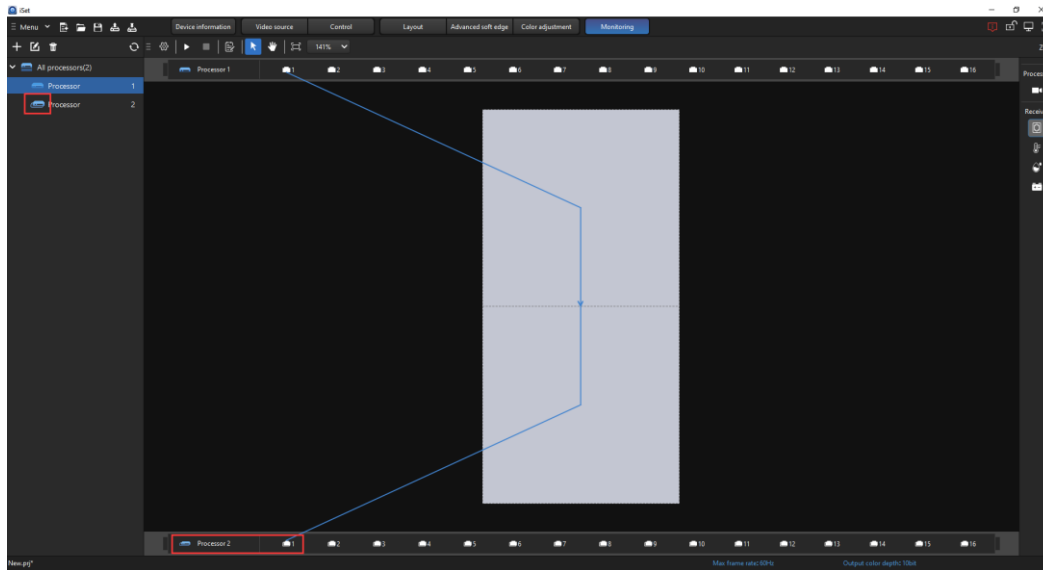 iSet
Menu
Device information
Video source
Control
Layout
Advanced soft edge
Color adjustment
Monitoring
141%
All processors(2)
Processor 1
Processor 2
Processor 1 1 2 3 4 5 6 7 8 9 10 11 12 13 14 15 16
Processor 2 1 2 3 4 5 6 7 8 9 10 11 12 13 14 15 16
New.prj*
Max frame rate: 60Hz
Output color depth: 10bit